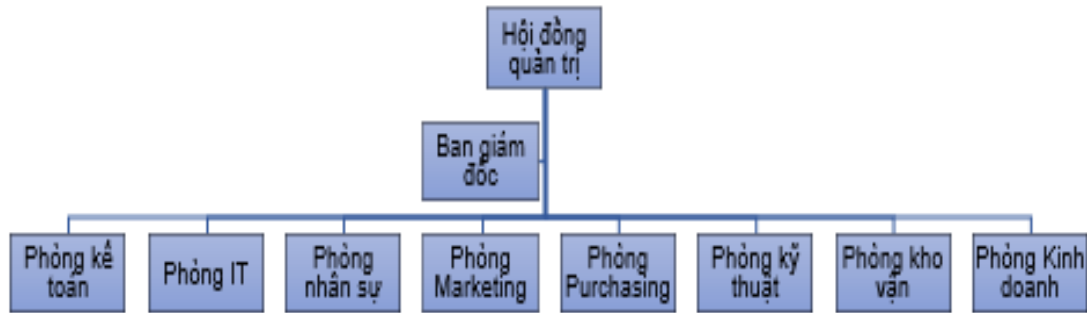 Hội đồng
quản trị
Ban giám
đốc
Phòng kế
toán
Phòng IT
Phòng
nhân sự
Phòng
Marketing
Phòng
Purchasing
Phòng kỹ
thuật
Phòng kho
vận
Phòng Kinh
doanh